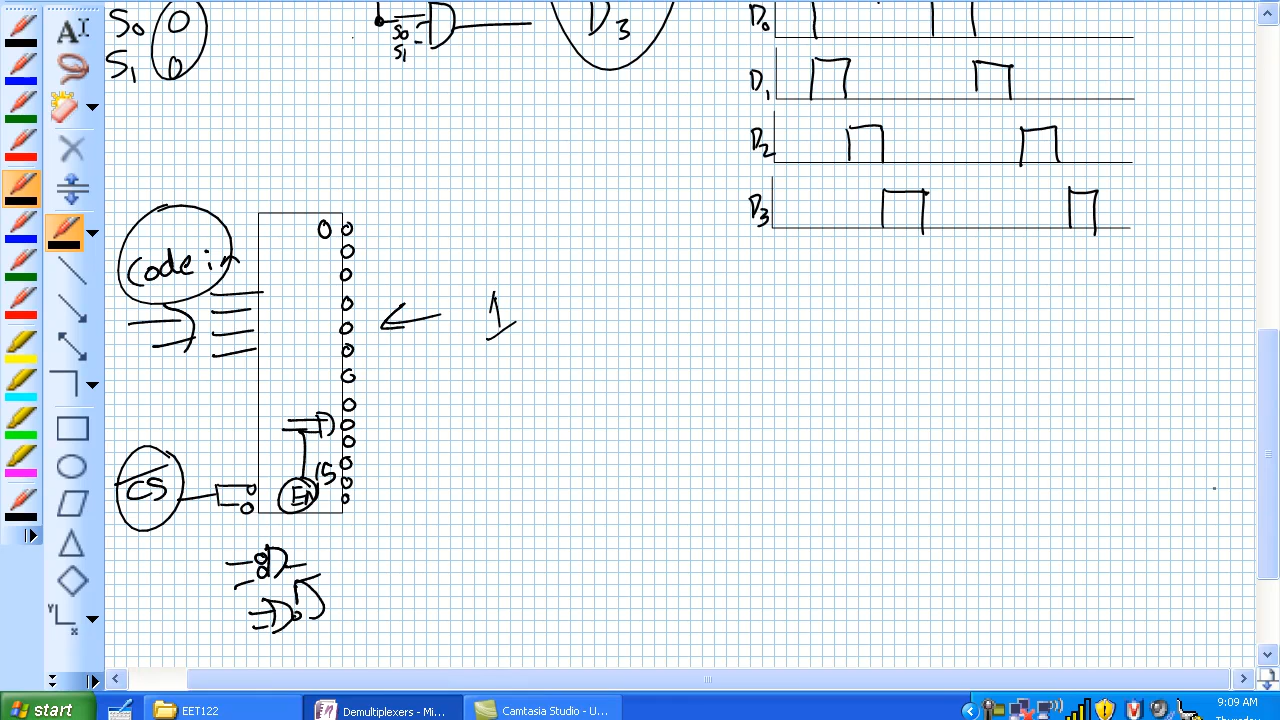 S0 0
S1 0
S0
S1
D3
D0
D1
D2
D3
Code in
0
1
CS
15
EN
start
EET122
Demultiplexers - Mi...
Camtasia Studio - U...
9:09 AM
Thursday